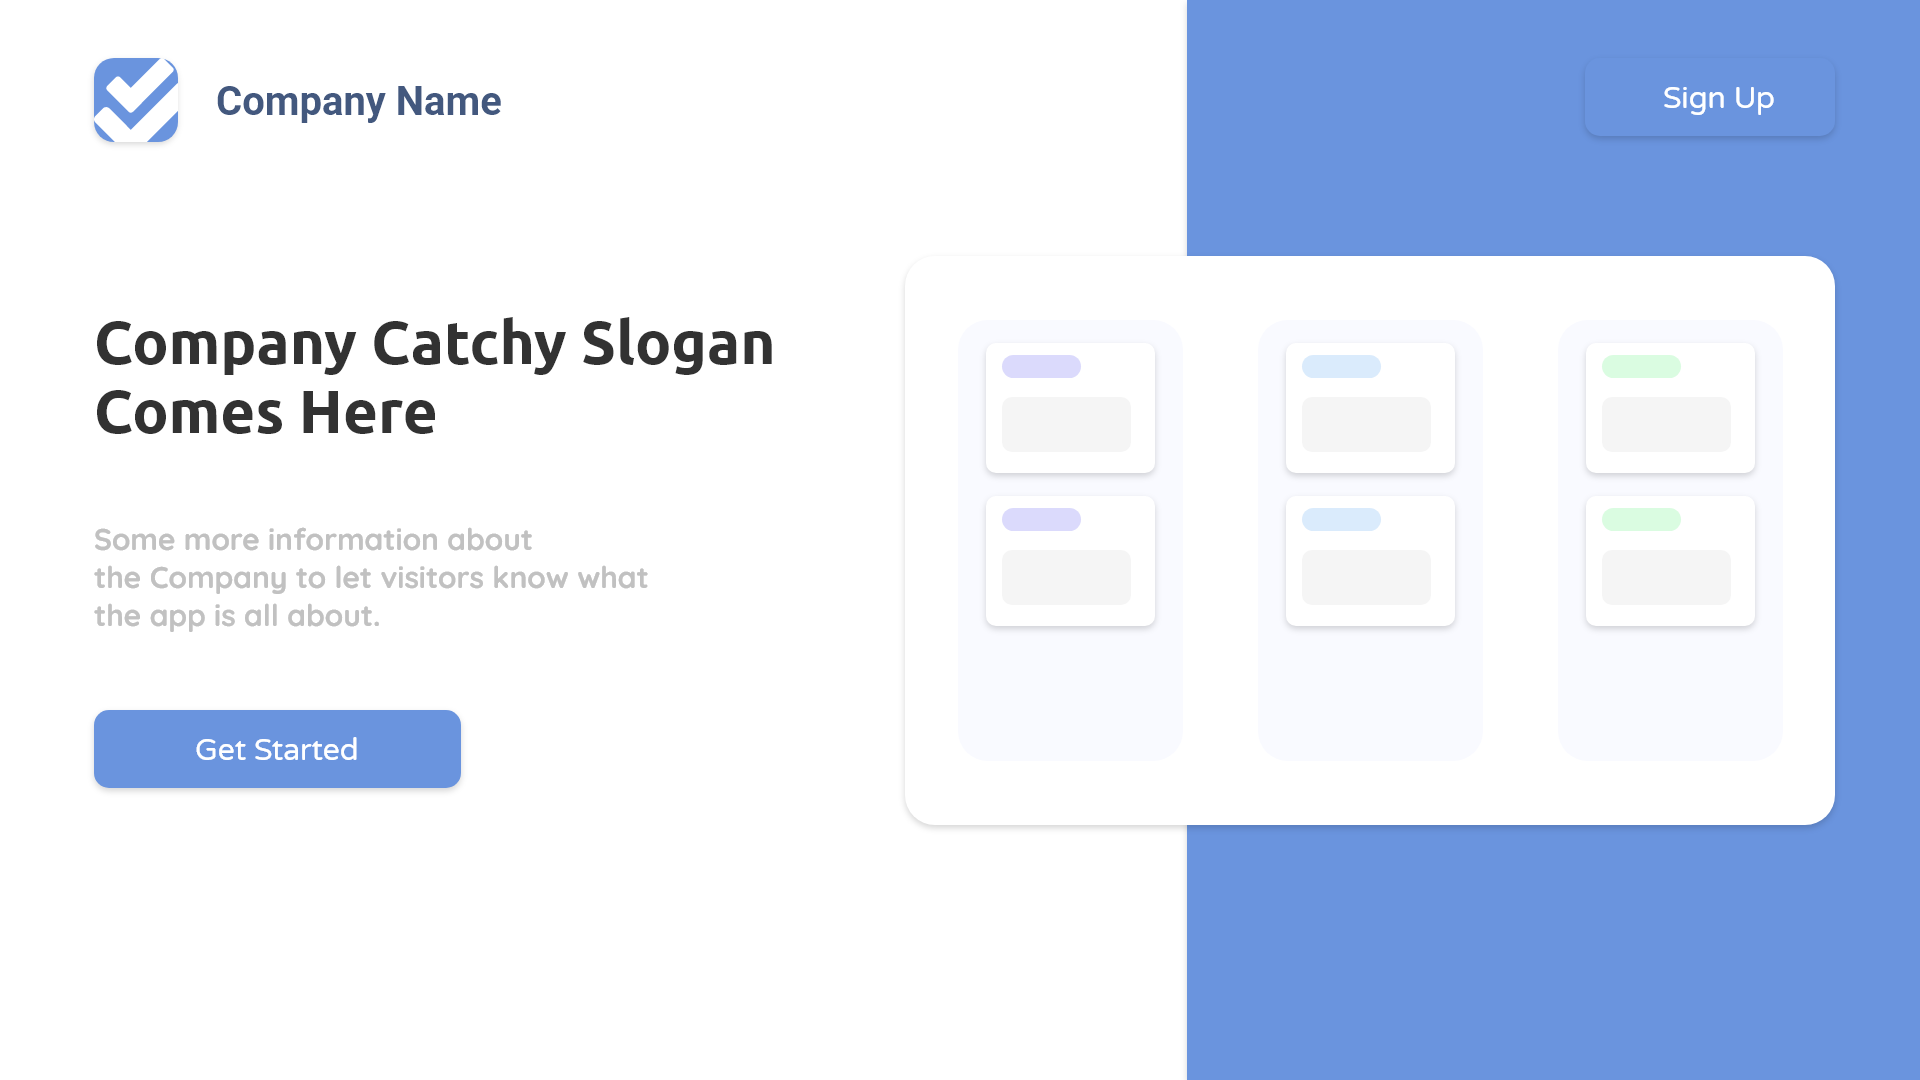 Company Name
Sign Up
Company Catchy Slogan
Comes Here
Some more information about
the Company to let visitors know what
the app is all about.
Get Started